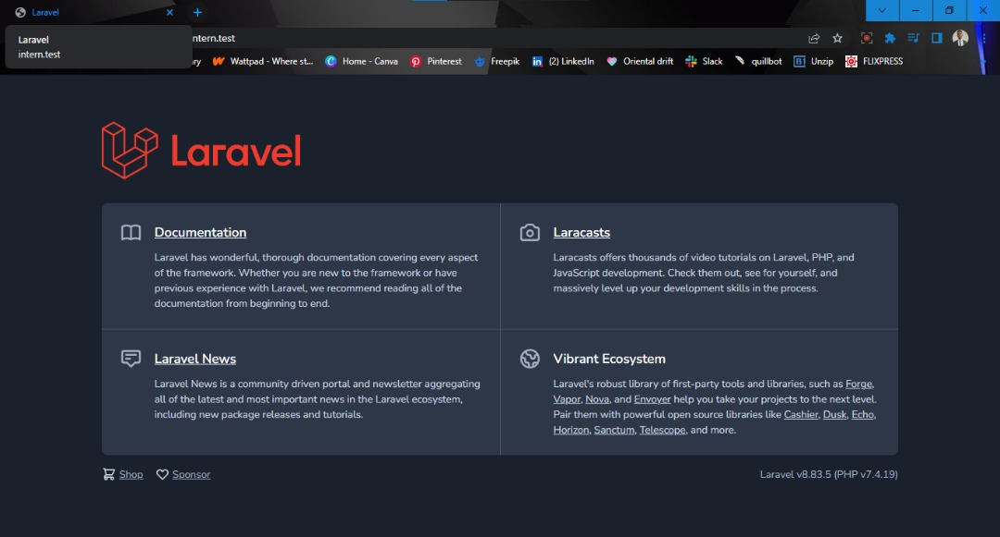 Laravel
Laravel
intern.test
intern.test
ary Wattpad - Where st... Home - Canva Pinterest Freepik (2) LinkedIn Oriental drift Slack quillbot Unzip FLIXPRESS
Laravel
Documentation
Laravel has wonderful, thorough documentation covering every aspect
of the framework. Whether you are new to the framework or have
previous experience with Laravel, we recommend reading all of the
documentation from beginning to end.
Laracasts
Laracasts offers thousands of video tutorials on Laravel, PHP, and
JavaScript development. Check them out, see for yourself, and
massively level up your development skills in the process.
Laravel News
Laravel News is a community driven portal and newsletter aggregating
all of the latest and most important news in the Laravel ecosystem,
including new package releases and tutorials.
Vibrant Ecosystem
Laravel's robust library of first-party tools and libraries, such as Forge,
Vapor, Nova, and Envoyer help you take your projects to the next level.
Pair them with powerful open source libraries like Cashier, Dusk, Echo,
Horizon, Sanctum, Telescope, and more.
Shop Sponsor
Laravel v8.83.5 (PHP v7.4.19)